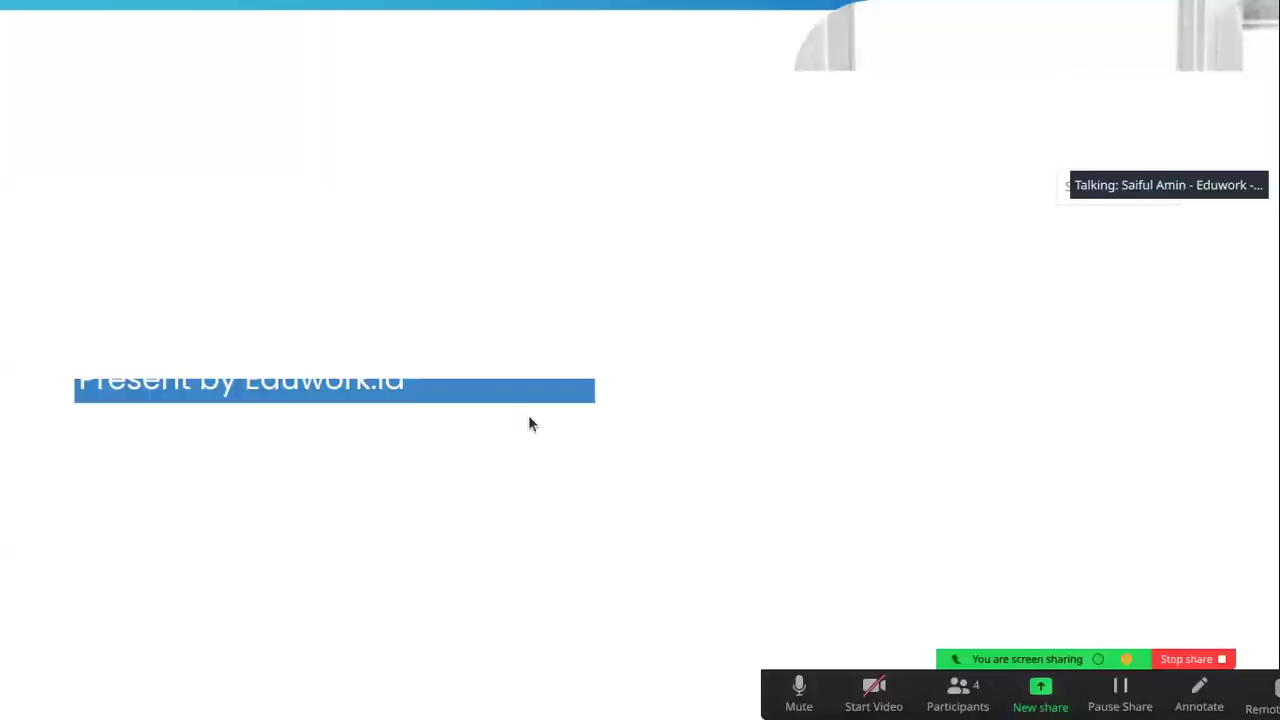 Talking: Saiful Amin - Eduwork -...
Present by Eduwork.id
You are screen sharing
Stop share
Mute
Start Video
Participants
4
New share
Pause Share
Annotate